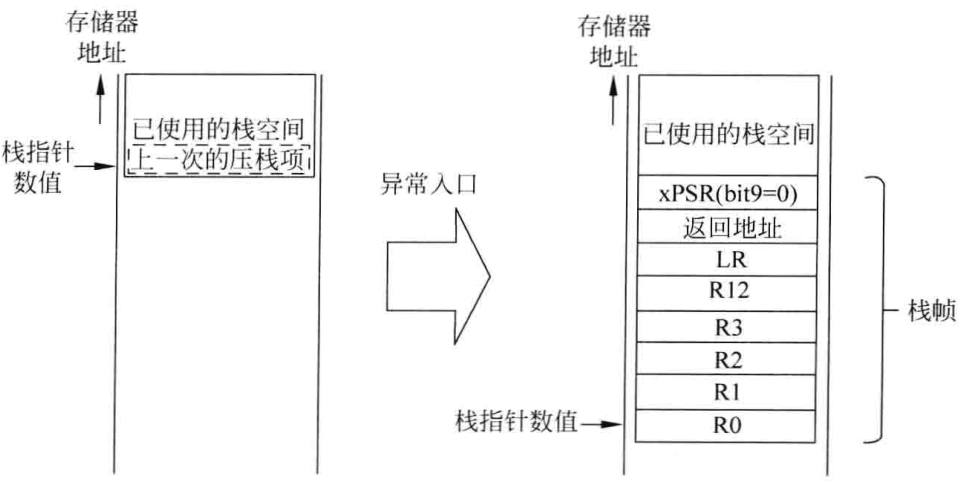 存储器
地址
已使用的栈空间
上一次的压栈项
栈指针
数值
异常入口
存储器
地址
已使用的栈空间
xPSR(bit9=0)
返回地址
LR
R12
R3
R2
R1
R0
栈指针数值
栈帧